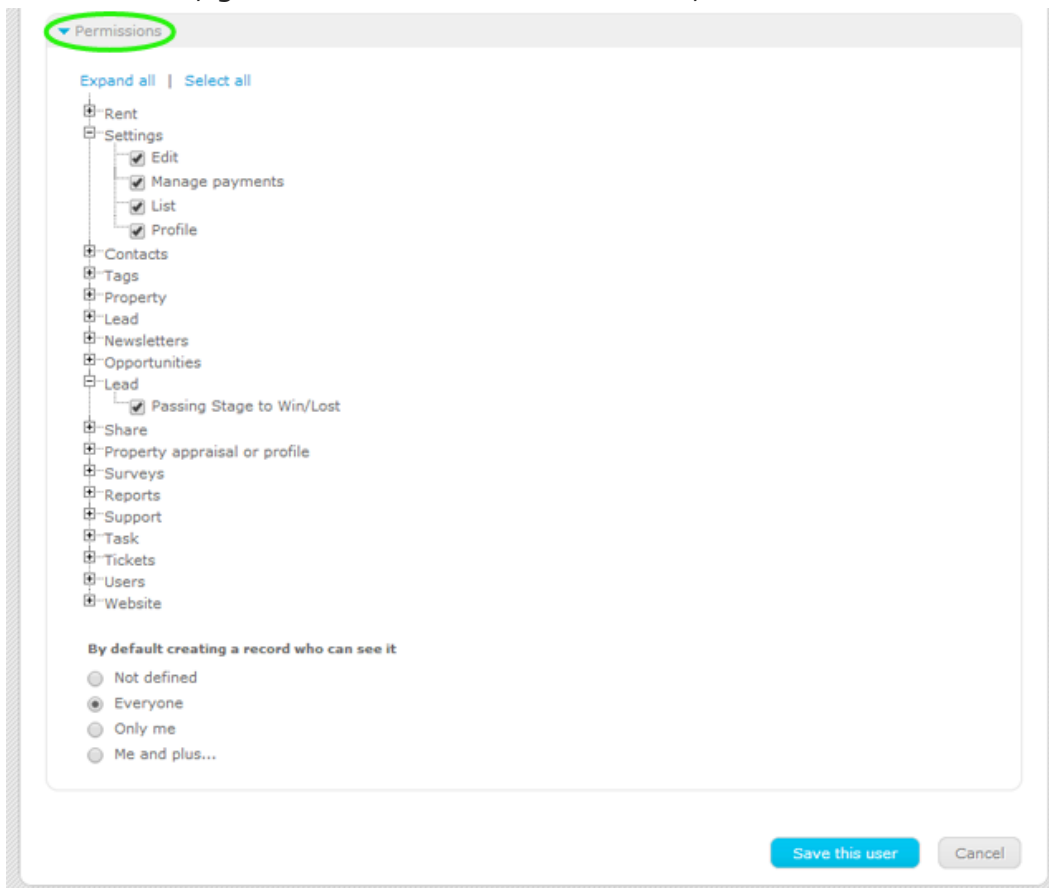 Permissions
Expand all | Select all
Rent
Settings
Edit
Manage payments
List
Profile
Contacts
Tags
Property
Lead
Newsletters
Opportunities
Lead
Passing Stage to Win/Lost
Share
Property appraisal or profile
Surveys
Reports
Support
Task
Tickets
Users
Website
By default creating a record who can see it
Not defined
Everyone
Only me
Me and plus...
Save this user Cancel